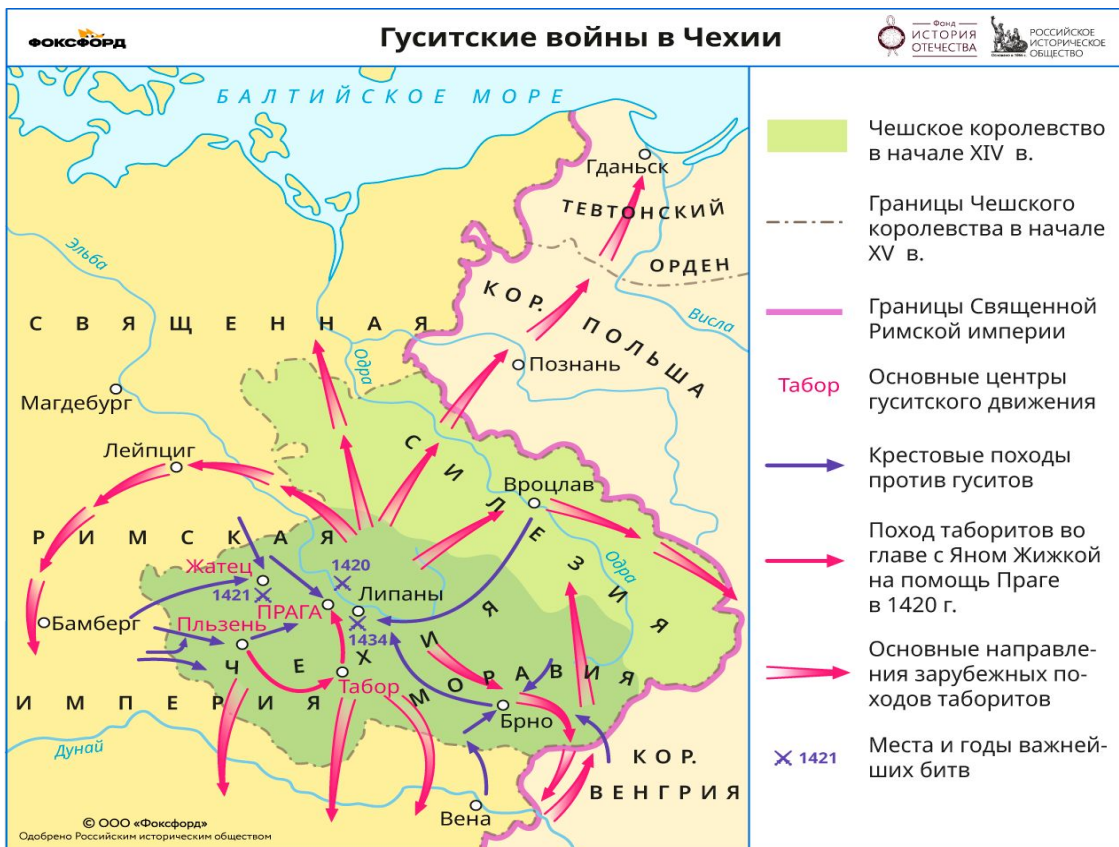 ФОКСФОРД
Гуситские войны в Чехии
Фонд
ИСТОРИЯ
ОТЕЧЕСТВА
РОССИЙСКОЕ
ИСТОРИЧЕСКОЕ
ОБЩЕСТВО
БАЛТИЙСКОЕ МОРЕ
Гданьск
ТЕВТОНСКИЙ
ОРДЕН
Эльба
КОР. ПОЛЬША
Висла
СВЯЩЕННАЯ
Одра
Познань
Магдебург
Лейпциг
СИЛЕЗИЯ
Вроцлав
РИМСКАЯ
Одра
Жатец
1420
1421
Липаны
ПРАГА
Бамберг
Пльзень
1434
ЧЕХИЯ
Табор
МОРАВИЯ
ИМПЕРИЯ
Брно
Дунай
КОР.
ВЕНГРИЯ
Вена
© ООО «Фоксфорд»
Одобрено Российским историческим обществом
Чешское королевство
в начале XIV в.
Границы Чешского
королевства в начале
XV в.
Границы Священной
Римской империи
Табор
Основные центры
гуситского движения
Крестовые походы
против гуситов
Поход таборитов во
главе с Яном Жижкой
на помощь Праге
в 1420 г.
Основные направле-
ния зарубежных по-
ходов таборитов
1421
Места и годы важней-
ших битв